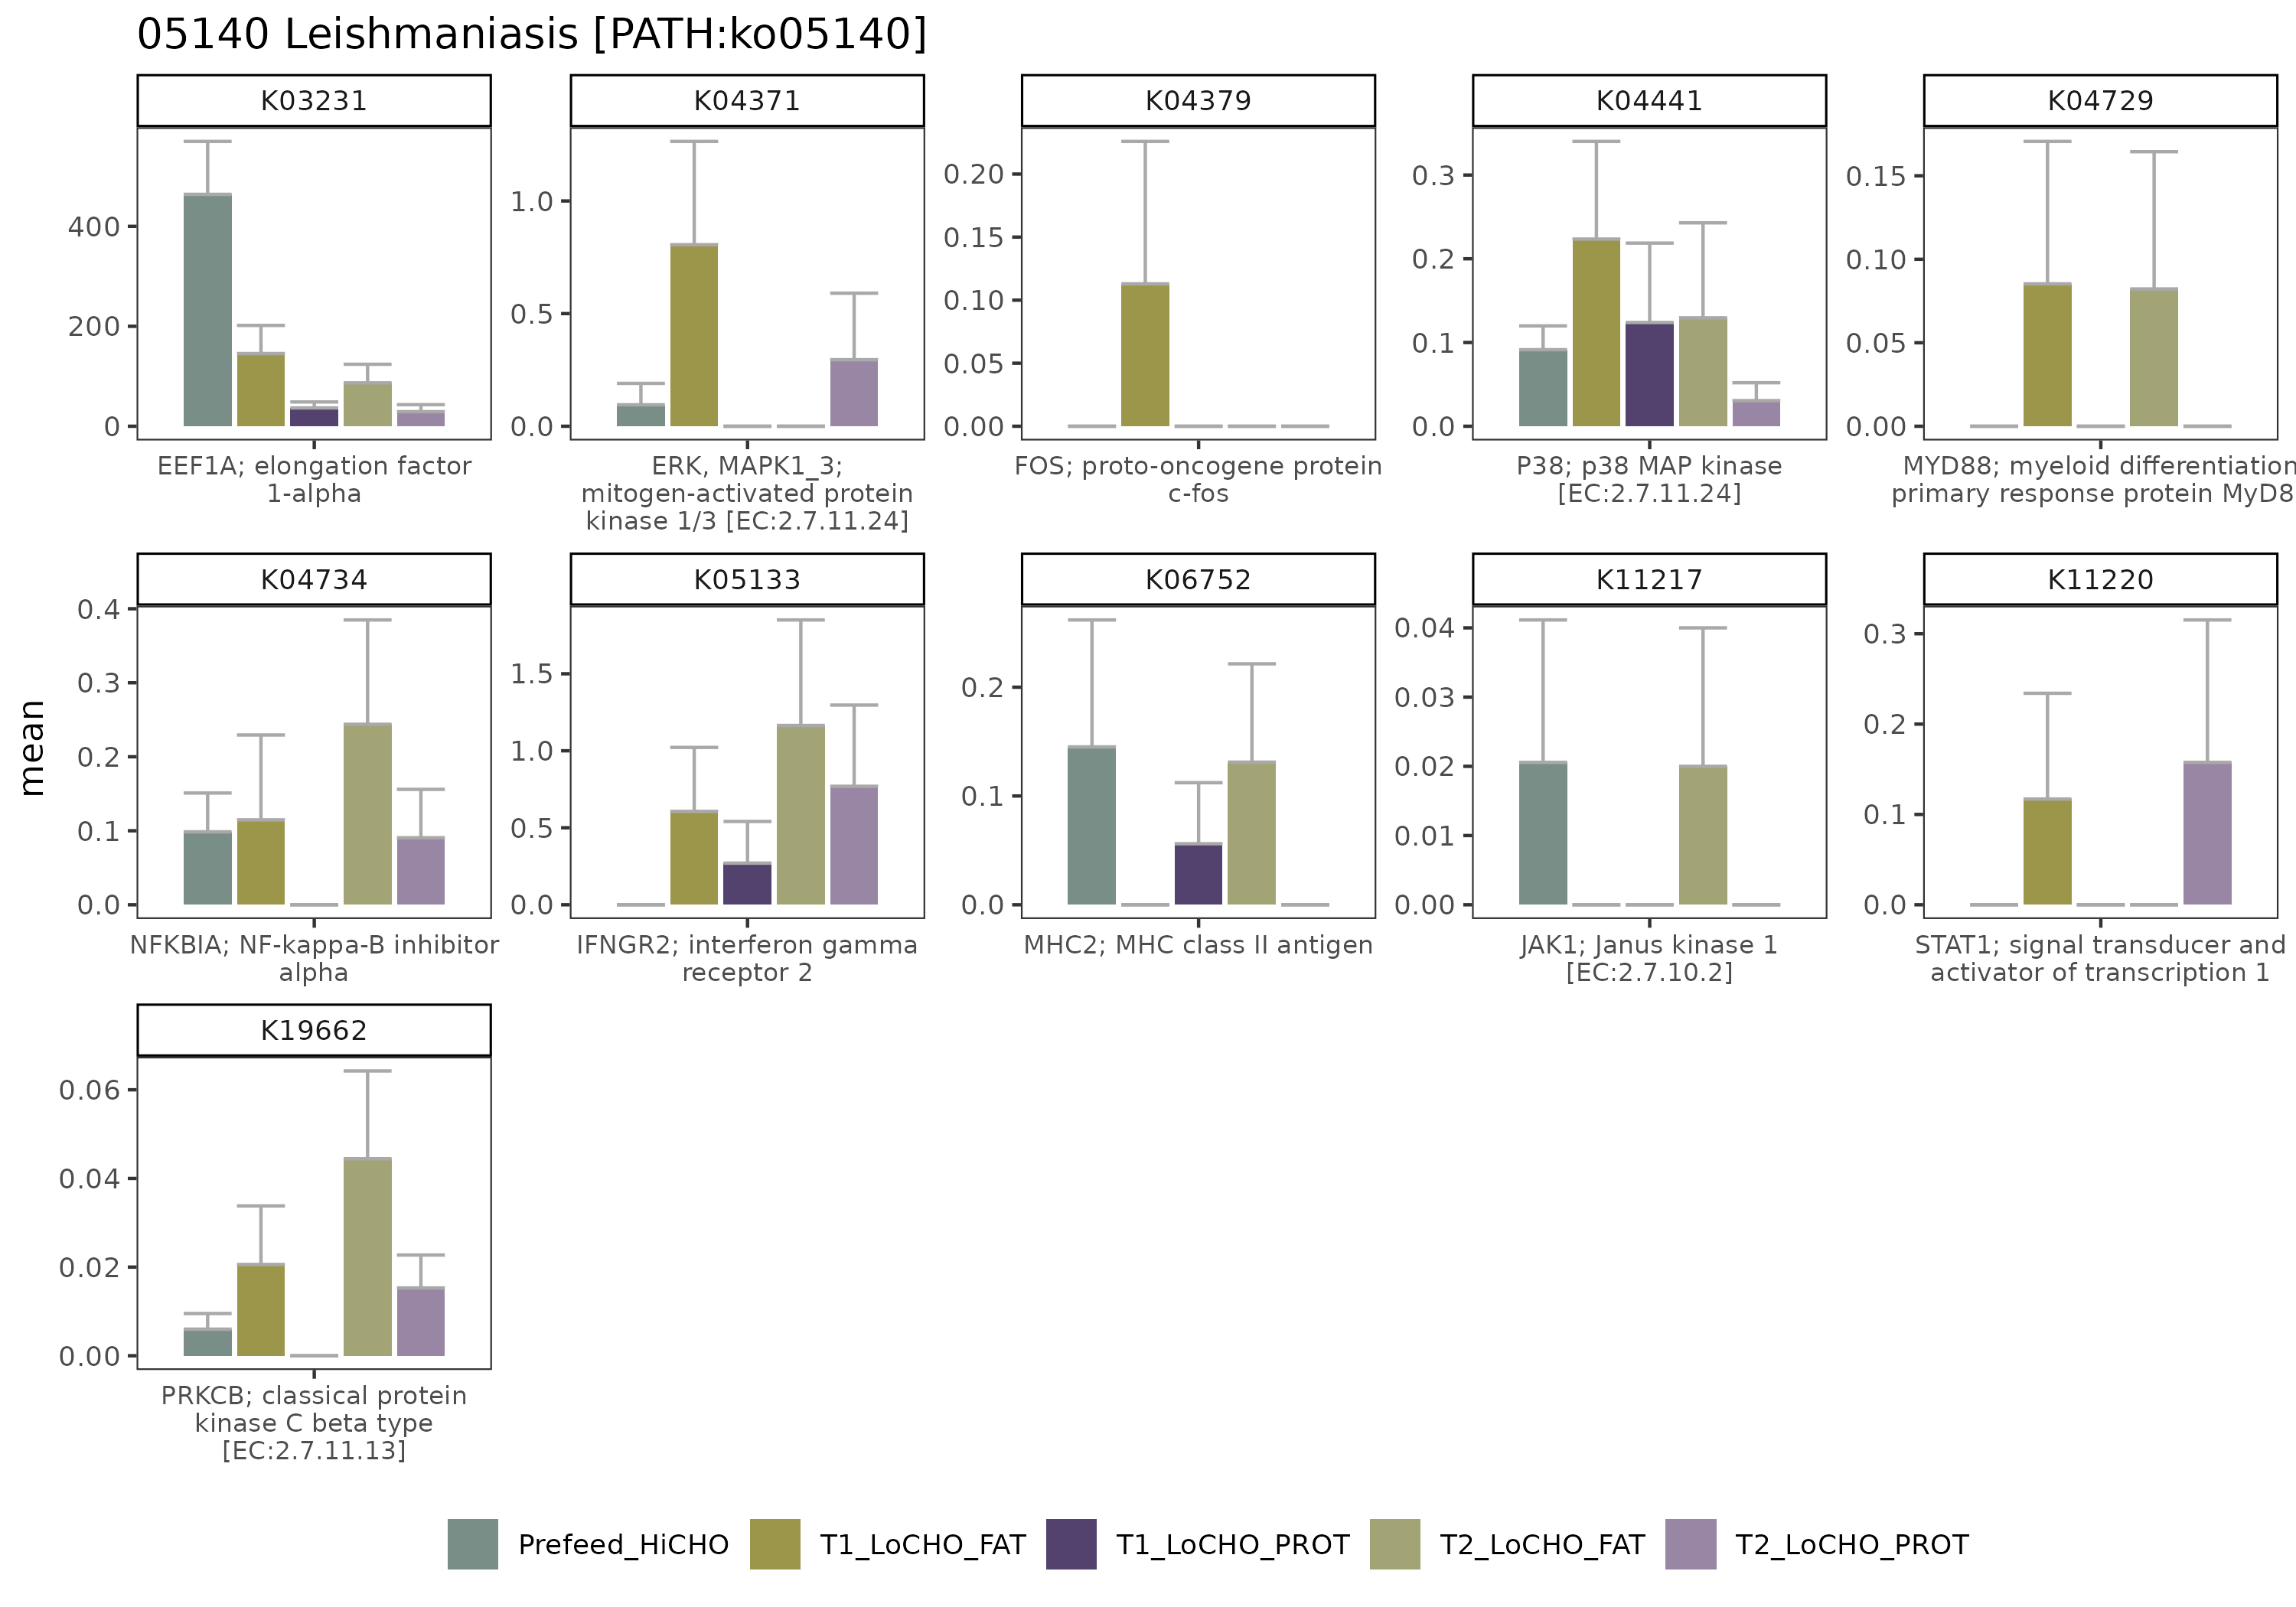 05140 Leishmaniasis [PATH:ko05140]
K03231
K04371
K04379
K04441
K04729
400
200
0
1.0
0.5
0.0
0.20
0.15
0.10
0.05
0.00
0.3
0.2
0.1
0.0
0.15
0.10
0.05
0.00
EEF1A; elongation factor
1-alpha
ERK, MAPK1_3;
mitogen-activated protein
kinase 1/3 [EC:2.7.11.24]
FOS; proto-oncogene protein
c-fos
P38; p38 MAP kinase
[EC:2.7.11.24]
MYD88; myeloid differentiation
primary response protein MyD8
K04734
K05133
K06752
K11217
K11220
mean
0.4
0.3
0.2
0.1
0.0
1.5
1.0
0.5
0.0
0.2
0.1
0.0
0.04
0.03
0.02
0.01
0.00
0.3
0.2
0.1
0.0
NFKBIA; NF-kappa-B inhibitor
alpha
IFNGR2; interferon gamma
receptor 2
MHC2; MHC class II antigen
JAK1; Janus kinase 1
[EC:2.7.10.2]
STAT1; signal transducer and
activator of transcription 1
K19662
0.06
0.04
0.02
0.00
PRKCB; classical protein
kinase C beta type
[EC:2.7.11.13]
Prefeed_HiCHO
T1_LoCHO_FAT
T1_LoCHO_PROT
T2_LoCHO_FAT
T2_LoCHO_PROT